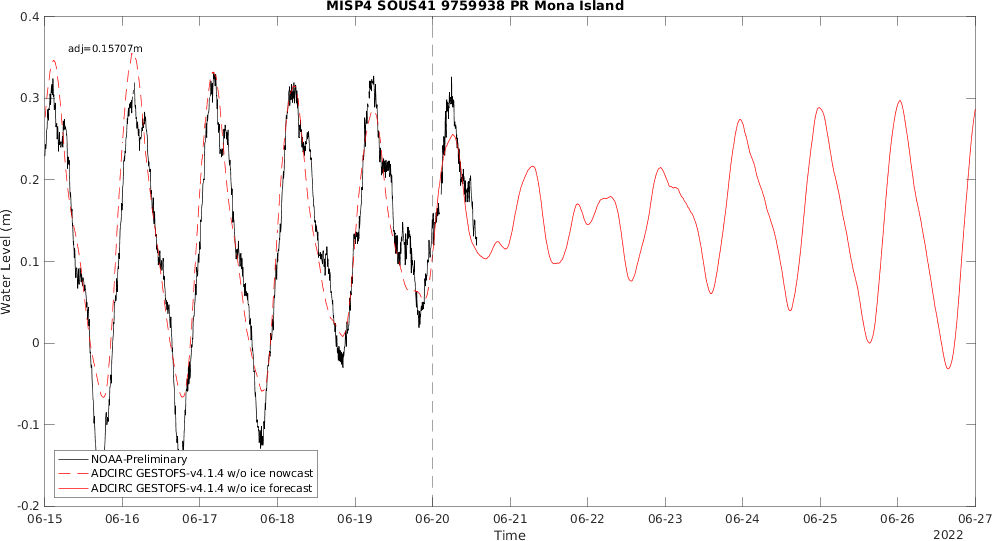 MISP4 SOUS41 9759938 PR Mona Island
adj=0.15707m
0.4
0.3
0.2
0.1
0
-0.1
-0.2
Water Level (m)
NOAA-Preliminary
ADCIRC GESTOFS-v4.1.4 w/o ice nowcast
ADCIRC GESTOFS-v4.1.4 w/o ice forecast
06-15 06-16 06-17 06-18 06-19 06-20 06-21 06-22 06-23 06-24 06-25 06-26 06-27
Time
2022